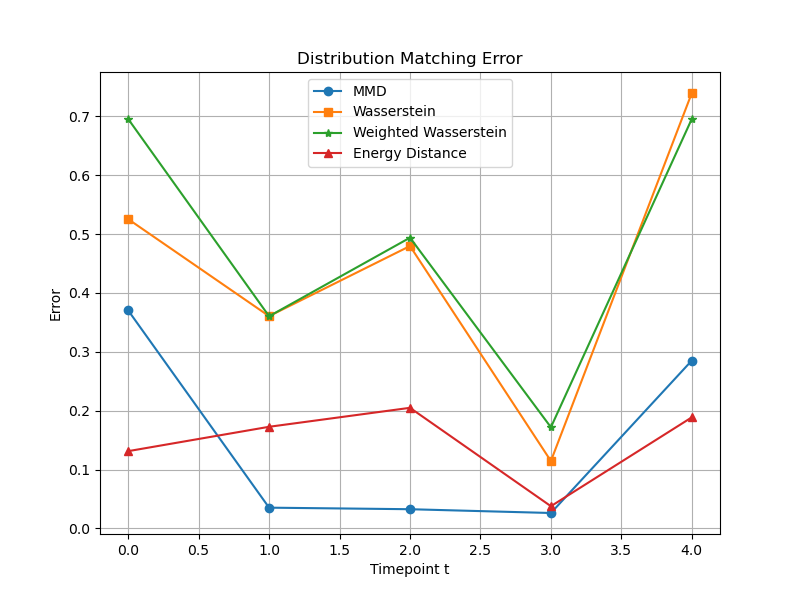 Distribution Matching Error
MMD
Wasserstein
Weighted Wasserstein
Energy Distance
Error
0.7
0.6
0.5
0.4
0.3
0.2
0.1
0.0
0.0 0.5 1.0 1.5 2.0 2.5 3.0 3.5 4.0
Timepoint t